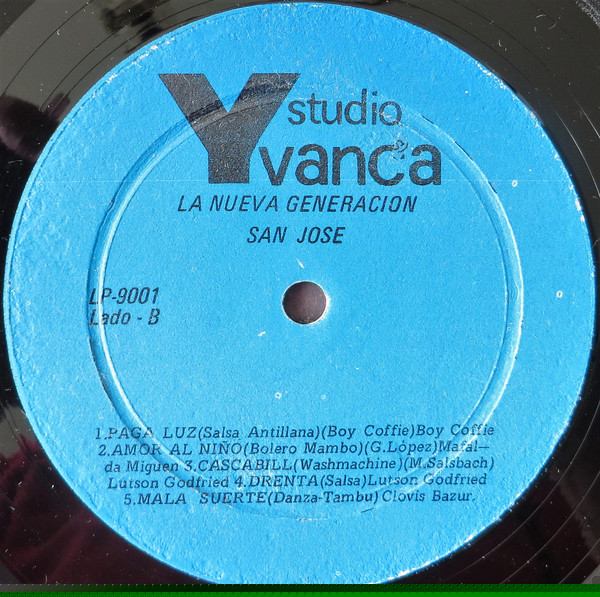 studio
Yvanca
LA NUEVA GENERACION
SAN JOSE
LP-9001
Lado - B
1.PAGA LUZ(Salsa Antillana)(Boy Coffie)Boy Coffie
2.AMOR AL NIÑO(Bolero Mambo)(G.López)Mafal—
da Miguen 3.CASCABILL(Washmachine)(M.Salsbach)
Lutson Godfried 4.DRENTA(Salsa)Lutson Godfried
5.MALA SUERTE(Danza-Tambu)Clovis Bazur.